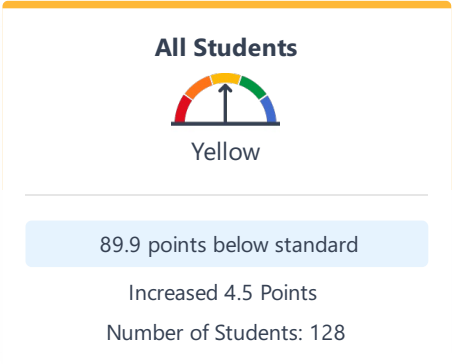 All Students
Yellow
89.9 points below standard
Increased 4.5 Points
Number of Students: 128